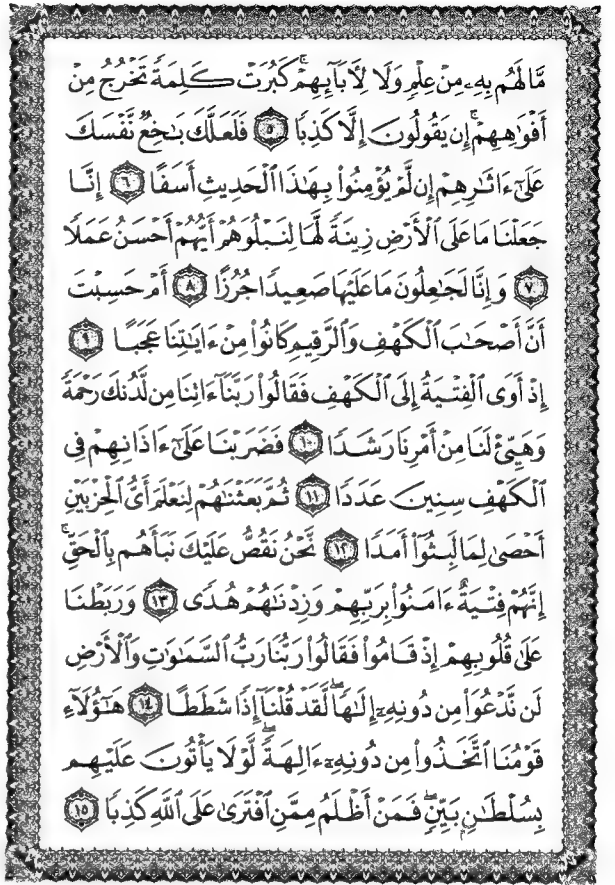 مَّا لَهُم بِهِۦ مِنْ عِلْمٍ وَلَا لِأَبَآئِهِمْ ۚ كَبُرَتْ كَلِمَةً تَخْرُجُ مِنْ
أَفْوَٰهِهِمْ ۚ إِن يَقُولُونَ إِلَّا كَذِبًا ۝٥ فَلَعَلَّكَ بَٰخِعٌ نَّفْسَكَ
عَلَىٰٓ ءَاثَٰرِهِمْ إِن لَّمْ يُؤْمِنُوا۟ بِهَٰذَا ٱلْحَدِيثِ أَسَفًا ۝٦ إِنَّا
جَعَلْنَا مَا عَلَى ٱلْأَرْضِ زِينَةً لَّهَا لِنَبْلُوَهُمْ أَيُّهُمْ أَحْسَنُ عَمَلًا
۝٧ وَإِنَّا لَجَٰعِلُونَ مَا عَلَيْهَا صَعِيدًا جُرُزًا ۝٨ أَمْ حَسِبْتَ
أَنَّ أَصْحَٰبَ ٱلْكَهْفِ وَٱلرَّقِيمِ كَانُوا۟ مِنْ ءَايَٰتِنَا عَجَبًا ۝٩
إِذْ أَوَى ٱلْفِتْيَةُ إِلَى ٱلْكَهْفِ فَقَالُوا۟ رَبَّنَآ ءَاتِنَا مِن لَّدُنكَ رَحْمَةً
وَهَيِّئْ لَنَا مِنْ أَمْرِنَا رَشَدًا ۝١٠ فَضَرَبْنَا عَلَىٰٓ ءَاذَانِهِمْ فِى
ٱلْكَهْفِ سِنِينَ عَدَدًا ۝١١ ثُمَّ بَعَثْنَٰهُمْ لِنَعْلَمَ أَىُّ ٱلْحِزْبَيْنِ
أَحْصَىٰ لِمَا لَبِثُوٓا۟ أَمَدًا ۝١٢ نَّحْنُ نَقُصُّ عَلَيْكَ نَبَأَهُم بِٱلْحَقِّ ۚ
إِنَّهُمْ فِتْيَةٌ ءَامَنُوا۟ بِرَبِّهِمْ وَزِدْنَٰهُمْ هُدًى ۝١٣ وَرَبَطْنَا
عَلَىٰ قُلُوبِهِمْ إِذْ قَامُوا۟ فَقَالُوا۟ رَبُّنَا رَبُّ ٱلسَّمَٰوَٰتِ وَٱلْأَرْضِ
لَن نَّدْعُوَا۟ مِن دُونِهِۦٓ إِلَٰهًا ۖ لَّقَدْ قُلْنَآ إِذًا شَطَطًا ۝١٤ هَٰٓؤُلَآءِ
قَوْمُنَا ٱتَّخَذُوا۟ مِن دُونِهِۦٓ ءَالِهَةً ۖ لَّوْلَا يَأْتُونَ عَلَيْهِم
بِسُلْطَٰنٍۭ بَيِّنٍ ۖ فَمَنْ أَظْلَمُ مِمَّنِ ٱفْتَرَىٰ عَلَى ٱللَّهِ كَذِبًا ۝١٥